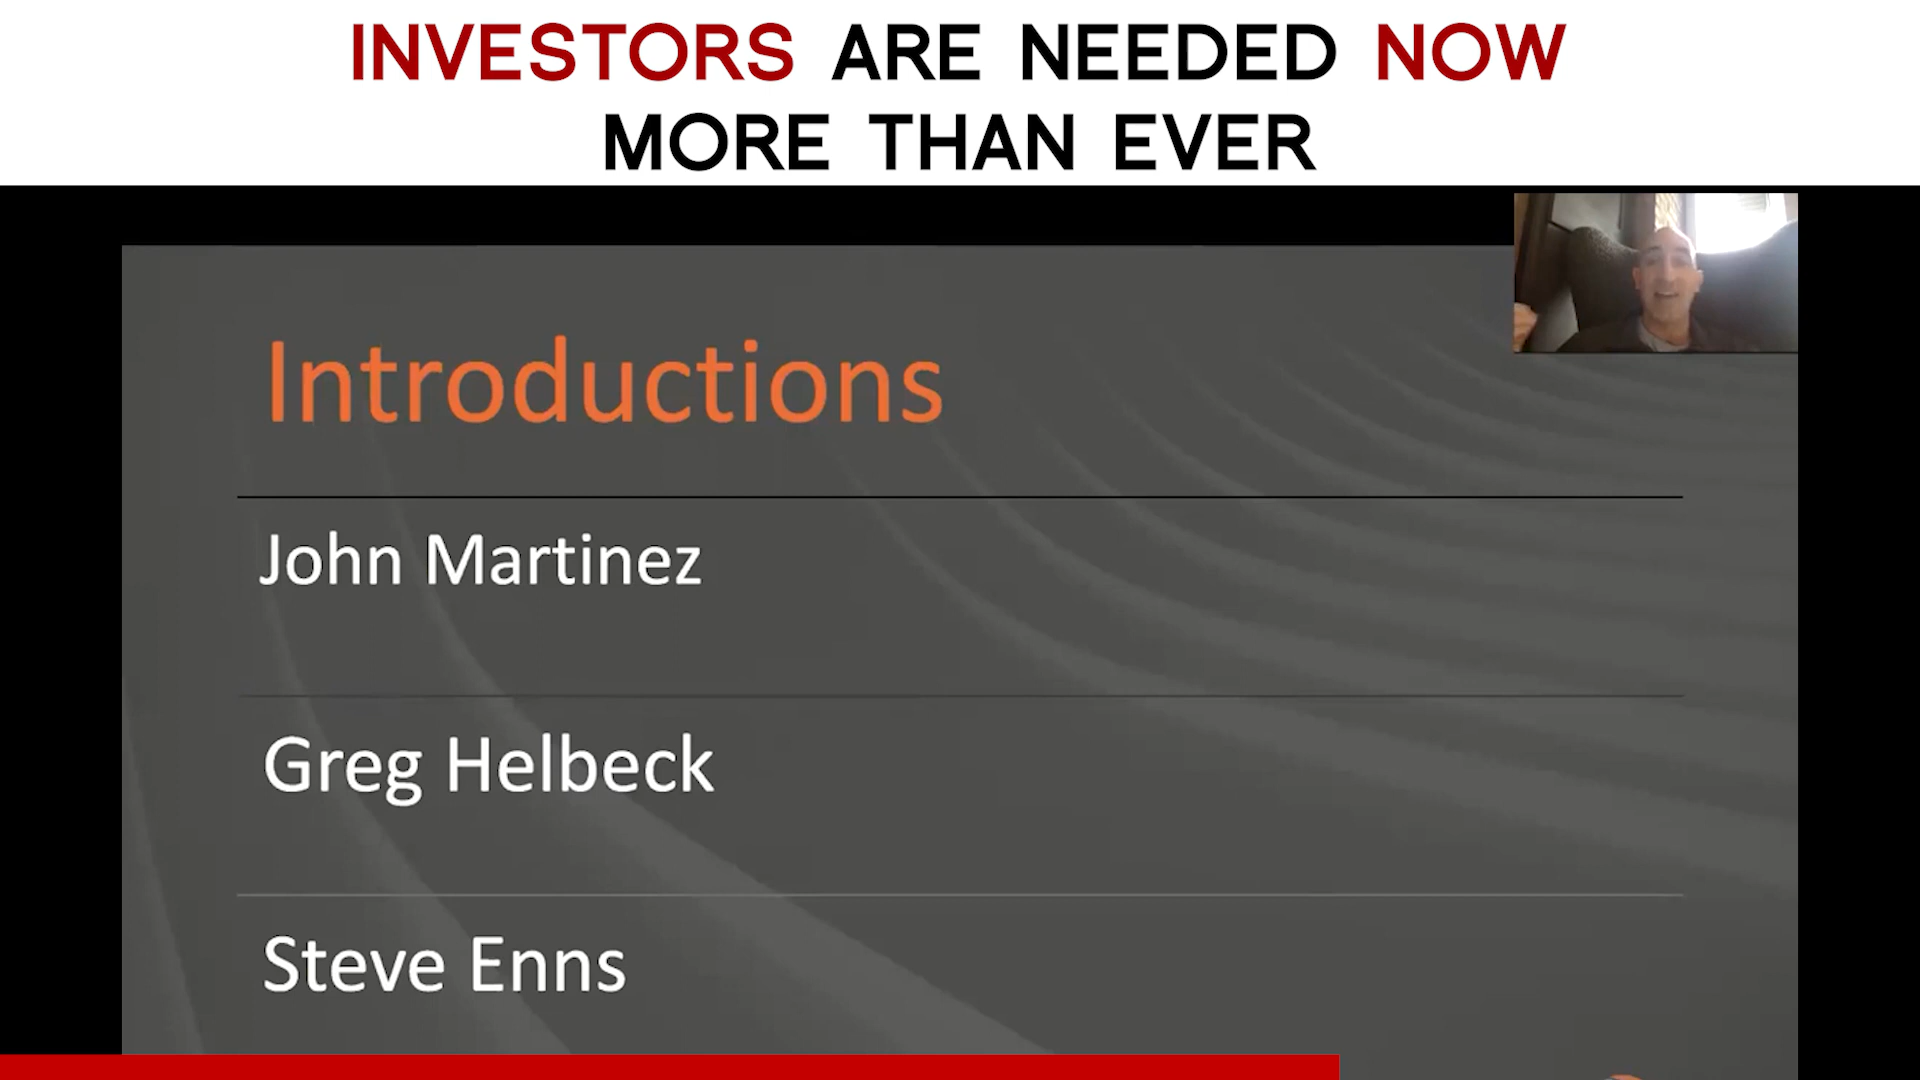 INVESTORS ARE NEEDED NOW
MORE THAN EVER
Introductions
John Martinez
Greg Helbeck
Steve Enns